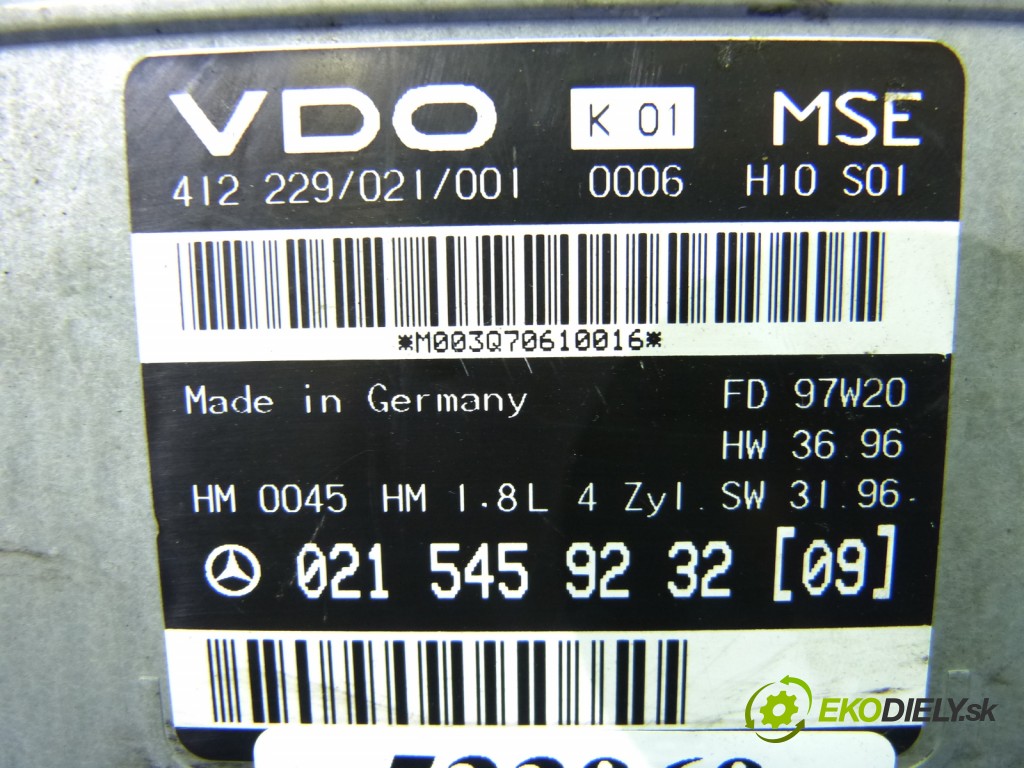 VDO K 01 MSE
412 229/021/001 0006 H10 S01
*M003Q70610016*
Made in Germany FD 97W20
HW 36.96
HM 0045 HM 1.8L 4 Zyl. SW 31.96
021 545 92 32 [09]
EKODIELY.sk